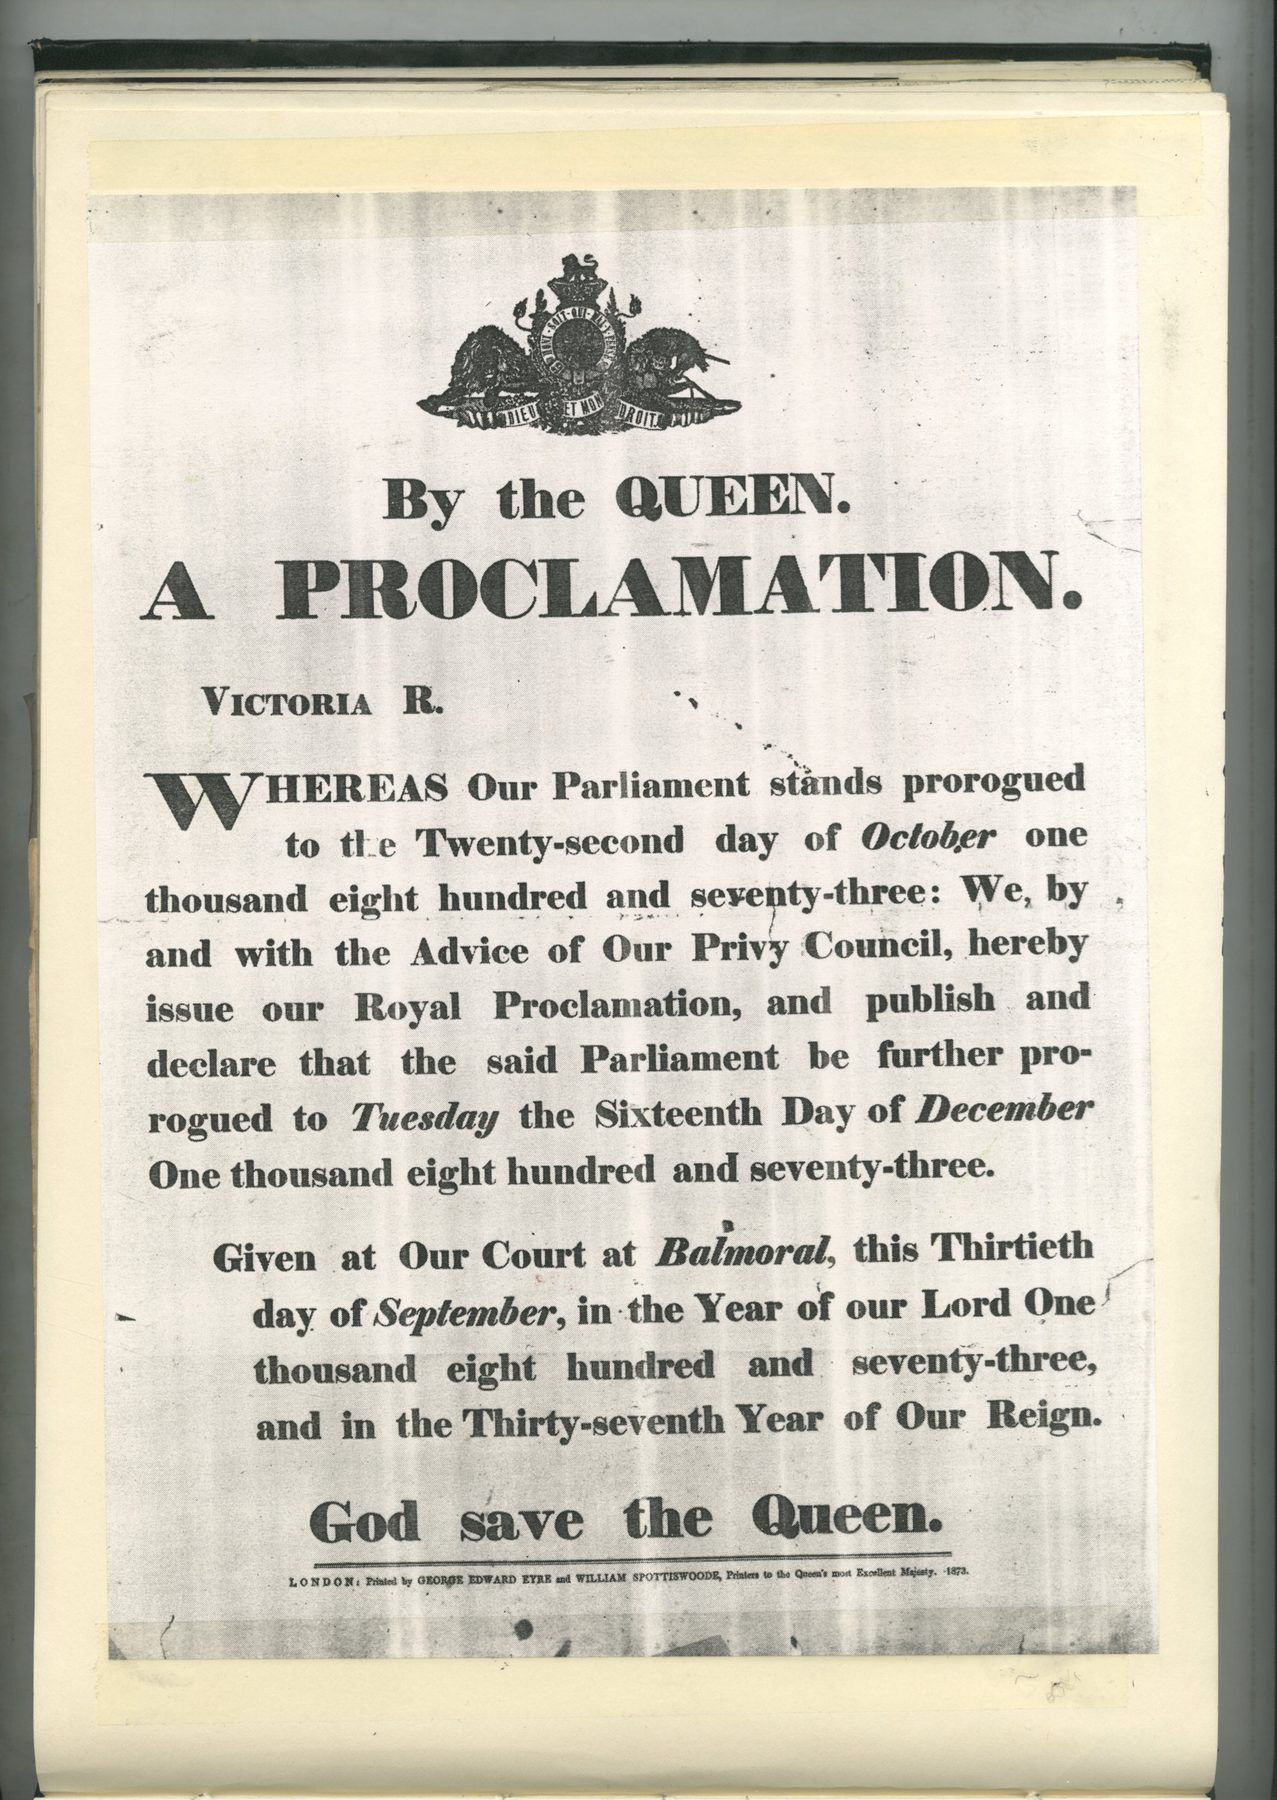 HONI · SOIT · QUI · MAL · Y · PENSE
DIEU ET MON DROIT.
By the QUEEN.
A PROCLAMATION.
VICTORIA R.
WHEREAS Our Parliament stands prorogued
to the Twenty-second day of October one
thousand eight hundred and seventy-three: We, by
and with the Advice of Our Privy Council, hereby
issue our Royal Proclamation, and publish and
declare that the said Parliament be further pro-
rogued to Tuesday the Sixteenth Day of December
One thousand eight hundred and seventy-three.
Given at Our Court at Balmoral, this Thirtieth
day of September, in the Year of our Lord One
thousand eight hundred and seventy-three,
and in the Thirty-seventh Year of Our Reign.
God save the Queen.
LONDON: Printed by GEORGE EDWARD EYRE and WILLIAM SPOTTISWOODE, Printers to the Queen's most Excellent Majesty. 1873.